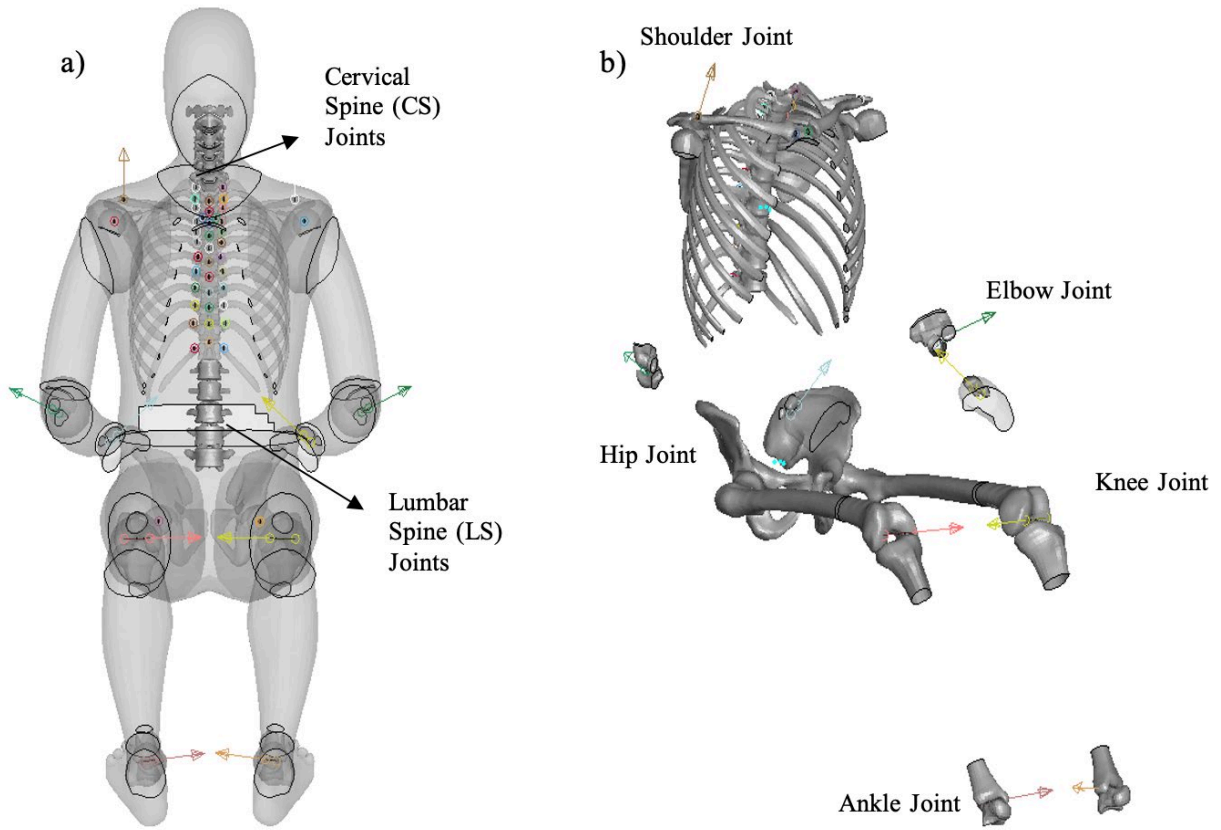 a)
Cervical
Spine (CS)
Joints
Lumbar
Spine (LS)
Joints
b)
Shoulder Joint
Elbow Joint
Hip Joint
Knee Joint
Ankle Joint